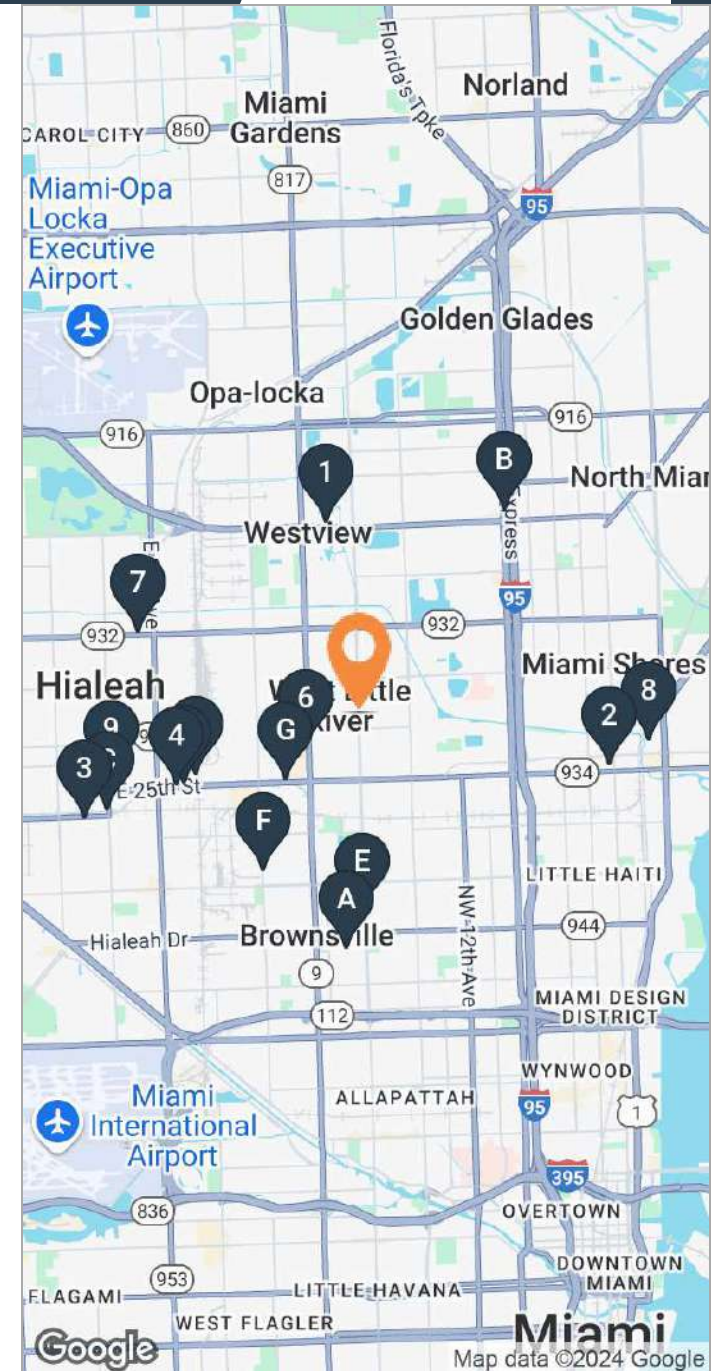 Florida's Tpke
Norland
Miami
Gardens
CAROL CITY
860
817
Miami-Opa
Locka
Executive
Airport
95
Golden Glades
Opa-locka
916
916
B
1
North Miar
Westview
Express
7
E
ve
95
932
932
Hialeah
Miami Shores
W
ttle
River
6
8
9
4
G
2
3
934
E 25th St
F
LITTLE HAITI
E
A
NW 12th Ave
Hialeah Dr
Brownsville
944
9
112
MIAMI DESIGN
DISTRICT
WYNWOOD
Miami
International
Airport
ALLAPATTAH
95
1
395
836
OVERTOWN
DOWNTOWN
MIAMI
953
FLAGAMI
LITTLE HAVANA
WEST FLAGLER
Miami
Google
Map data ©2024 Google